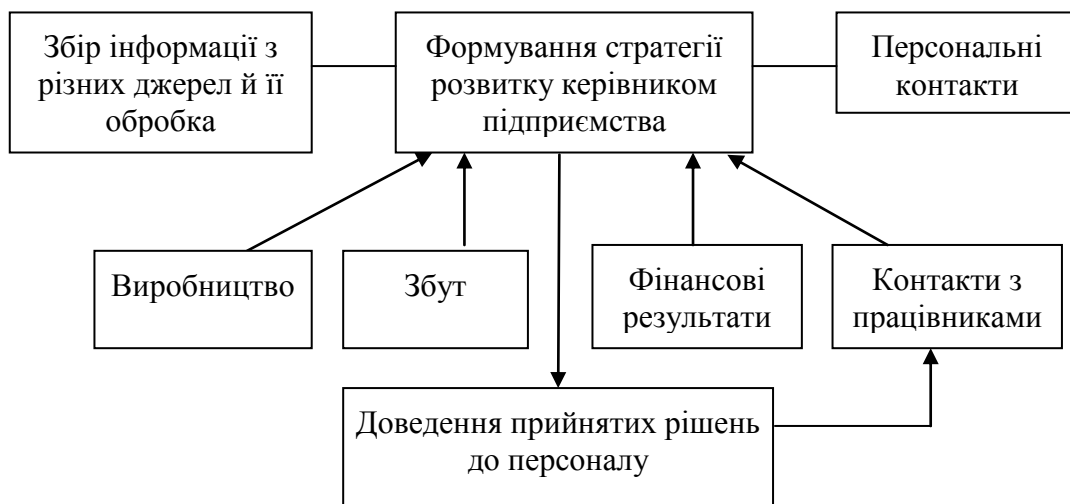 Збір інформації з
різних джерел й її
обробка
Формування стратегії
розвитку керівником
підприємства
Персональні
контакти
Виробництво
Збут
Фінансові
результати
Контакти з
працівниками
Доведення прийнятих рішень
до персоналу